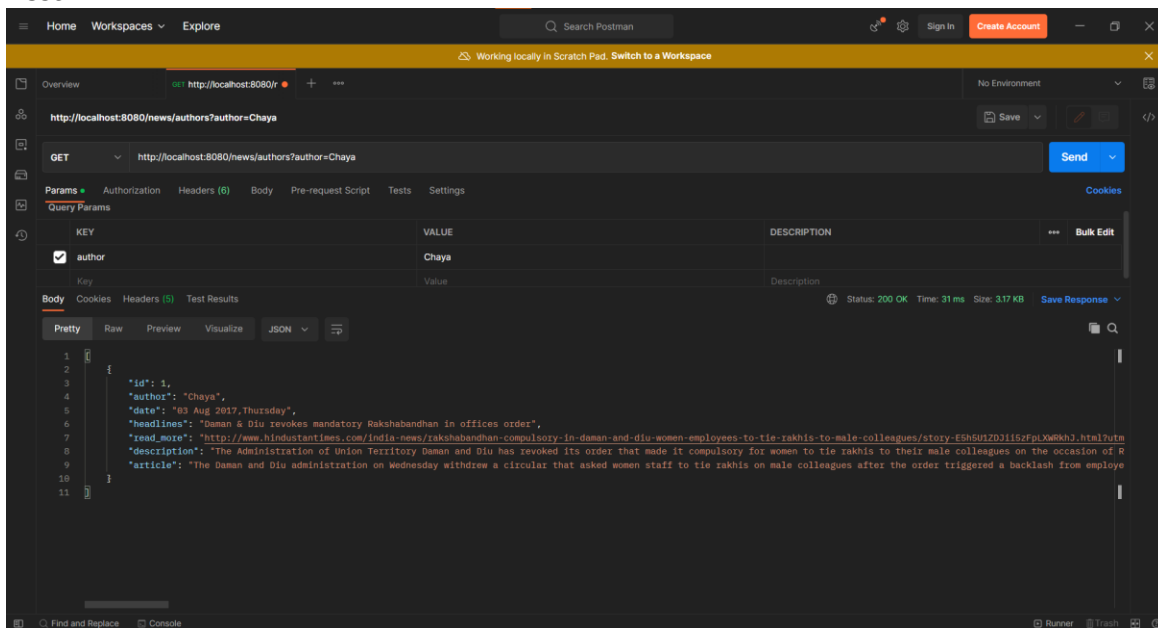 Home Workspaces Explore Search Postman Sign In Create Account
Working locally in Scratch Pad. Switch to a Workspace
Overview GET http://localhost:8080/r No Environment
http://localhost:8080/news/authors?author=Chaya Save
GET http://localhost:8080/news/authors?author=Chaya Send
Params Authorization Headers (6) Body Pre-request Script Tests Settings Cookies
Query Params
KEY VALUE DESCRIPTION Bulk Edit
author Chaya
Key Value Description
Body Cookies Headers (5) Test Results Status: 200 OK Time: 31 ms Size: 3.17 KB Save Response
Pretty Raw Preview Visualize JSON
1 [
2 {
3 "id": 1,
4 "author": "Chaya",
5 "date": "03 Aug 2017,Thursday",
6 "headlines": "Daman & Diu revokes mandatory Rakshabandhan in offices order",
7 "read_more": "http://www.hindustantimes.com/india-news/rakshabandhan-compulsory-in-daman-and-diu-women-employees-to-tie-rakhis-to-male-colleagues/story-E5h5U1ZDJi15zFpLXWRkhJ.html?utm
8 "description": "The Administration of Union Territory Daman and Diu has revoked its order that made it compulsory for women to tie rakhis to their male colleagues on the occasion of R
9 "article": "The Daman and Diu administration on Wednesday withdrew a circular that asked women staff to tie rakhis on male colleagues after the order triggered a backlash from employe
10 }
11 ]
Find and Replace Console Runner Trash